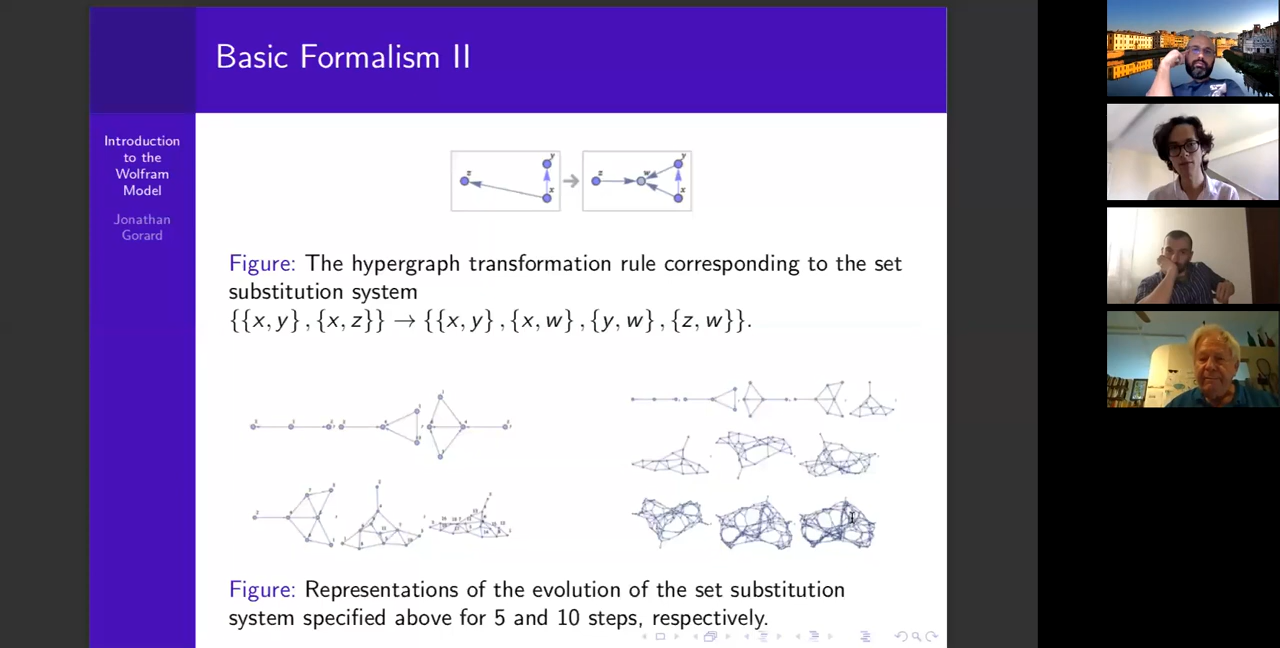 Basic Formalism II
Introduction
to the
Wolfram
Model
Jonathan
Gorard
z y x
z w y x
Figure: The hypergraph transformation rule corresponding to the set
substitution system
{{x, y} , {x, z}} → {{x, y} , {x, w} , {y, w} , {z, w}}.
Figure: Representations of the evolution of the set substitution
system specified above for 5 and 10 steps, respectively.